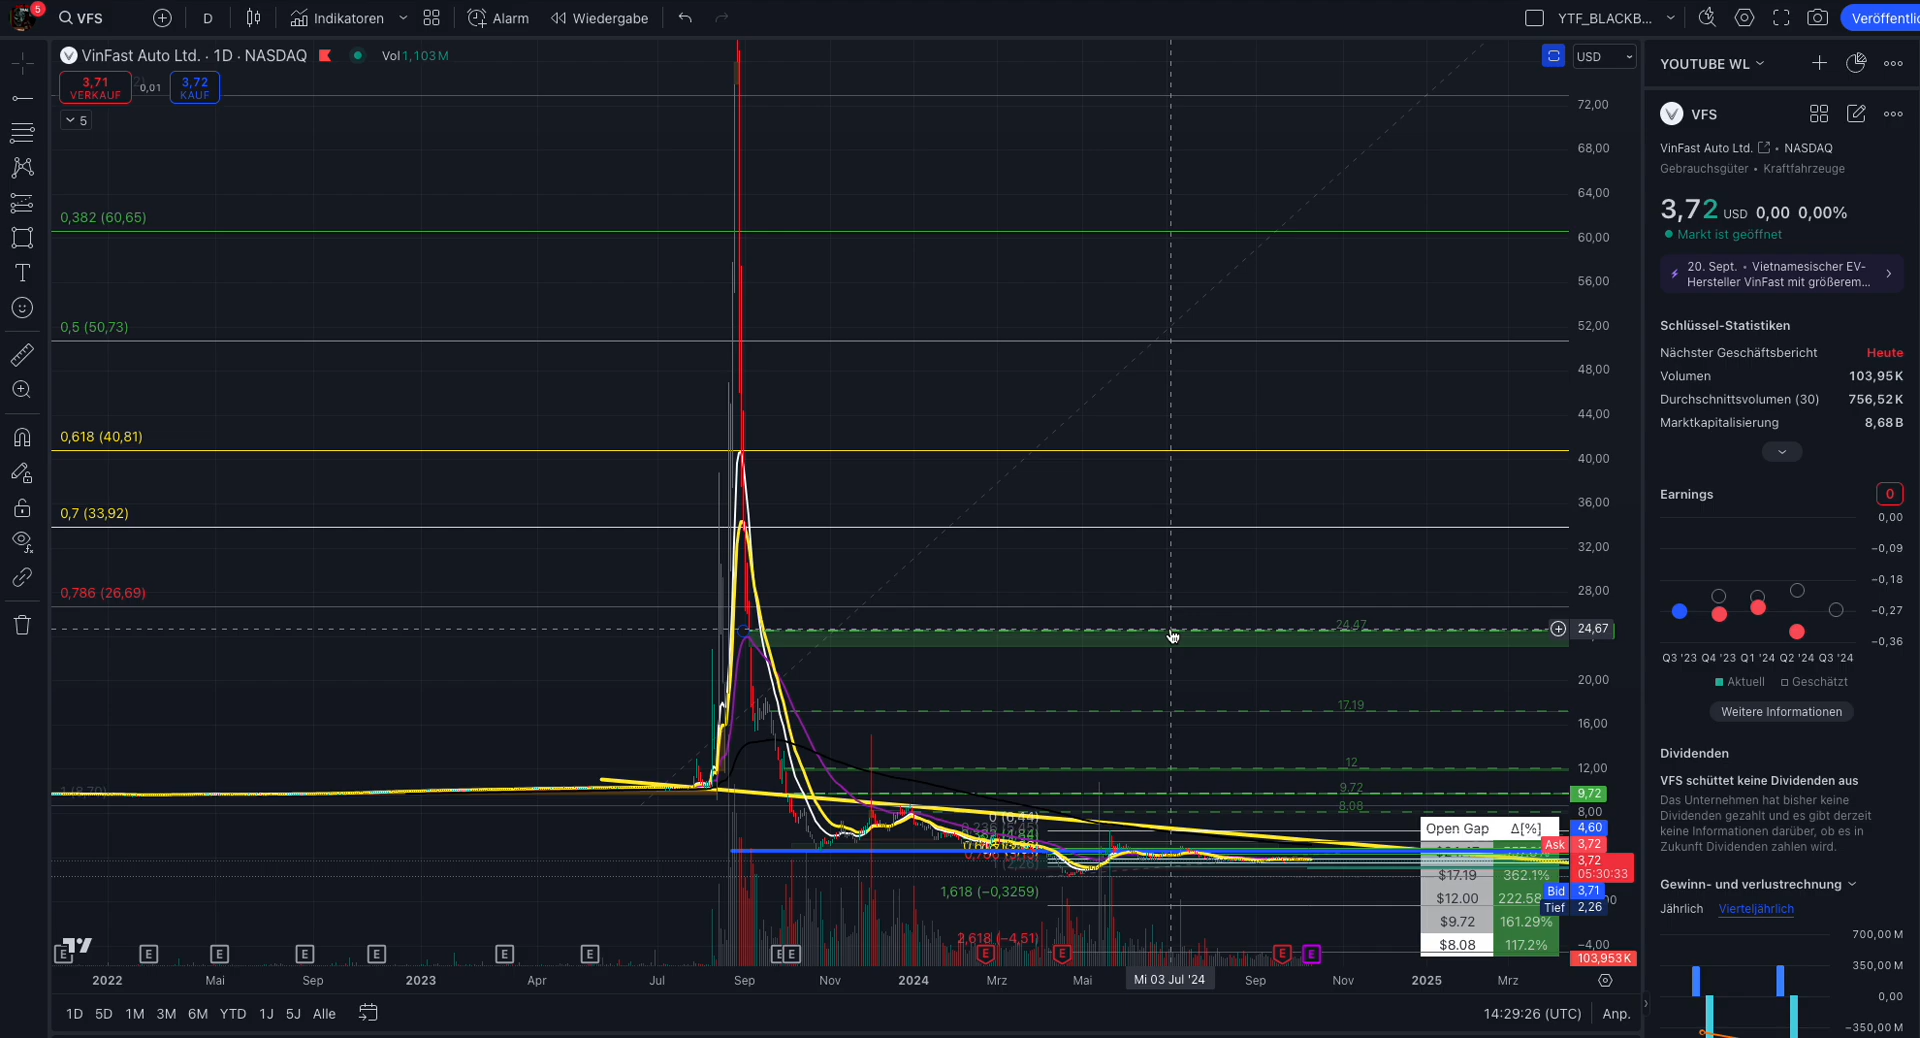 5
VFS
D
Indikatoren
Alarm
Wiedergabe
YTF_BLACKB...
Veröffentlic
VinFast Auto Ltd. · 1D · NASDAQ
Vol 1,103 M
3,71
VERKAUF
0,01
3,72
KAUF
5
USD
72,00
68,00
64,00
60,00
56,00
52,00
48,00
44,00
40,00
36,00
32,00
28,00
24,67
20,00
16,00
12,00
9,72
8,00
4,60
Ask 3,72
3,72
05:30:33
Bid 3,71
Tief 2,26
−4,00
103,953K
0,382 (60,65)
0,5 (50,73)
0,618 (40,81)
0,7 (33,92)
0,786 (26,69)
1 (8,70)
24,47
17,19
12
9,72
8,08
1,618 (−0,3259)
2,618 (−4,51)
Open Gap Δ[%]
$17.19 362.1%
$12.00 222.58
$9.72 161.29%
$8.08 117.2%
E E E E E E E E E E E E E
2022 Mai Sep 2023 Apr Jul Sep Nov 2024 Mrz Mai Mi 03 Jul '24 Sep Nov 2025 Mrz
1D 5D 1M 3M 6M YTD 1J 5J Alle
14:29:26 (UTC) Anp.
YOUTUBE WL
VFS
VinFast Auto Ltd. • NASDAQ
Gebrauchsgüter • Kraftfahrzeuge
3,72 USD 0,00 0,00%
Markt ist geöffnet
20. Sept. • Vietnamesischer EV-
Hersteller VinFast mit größerem...
Schlüssel-Statistiken
Nächster Geschäftsbericht Heute
Volumen 103,95K
Durchschnittsvolumen (30) 756,52K
Marktkapitalisierung 8,68B
Earnings 0
0,00
−0,09
−0,18
−0,27
−0,36
Q3 '23 Q4 '23 Q1 '24 Q2 '24 Q3 '24
Aktuell Geschätzt
Weitere Informationen
Dividenden
VFS schüttet keine Dividenden aus
Das Unternehmen hat bisher keine
Dividenden gezahlt und es gibt derzeit
keine Informationen darüber, ob es in
Zukunft Dividenden zahlen wird.
Gewinn- und verlustrechnung
Jährlich Vierteljährlich
700,00 M
350,00 M
0,00
−350,00 M